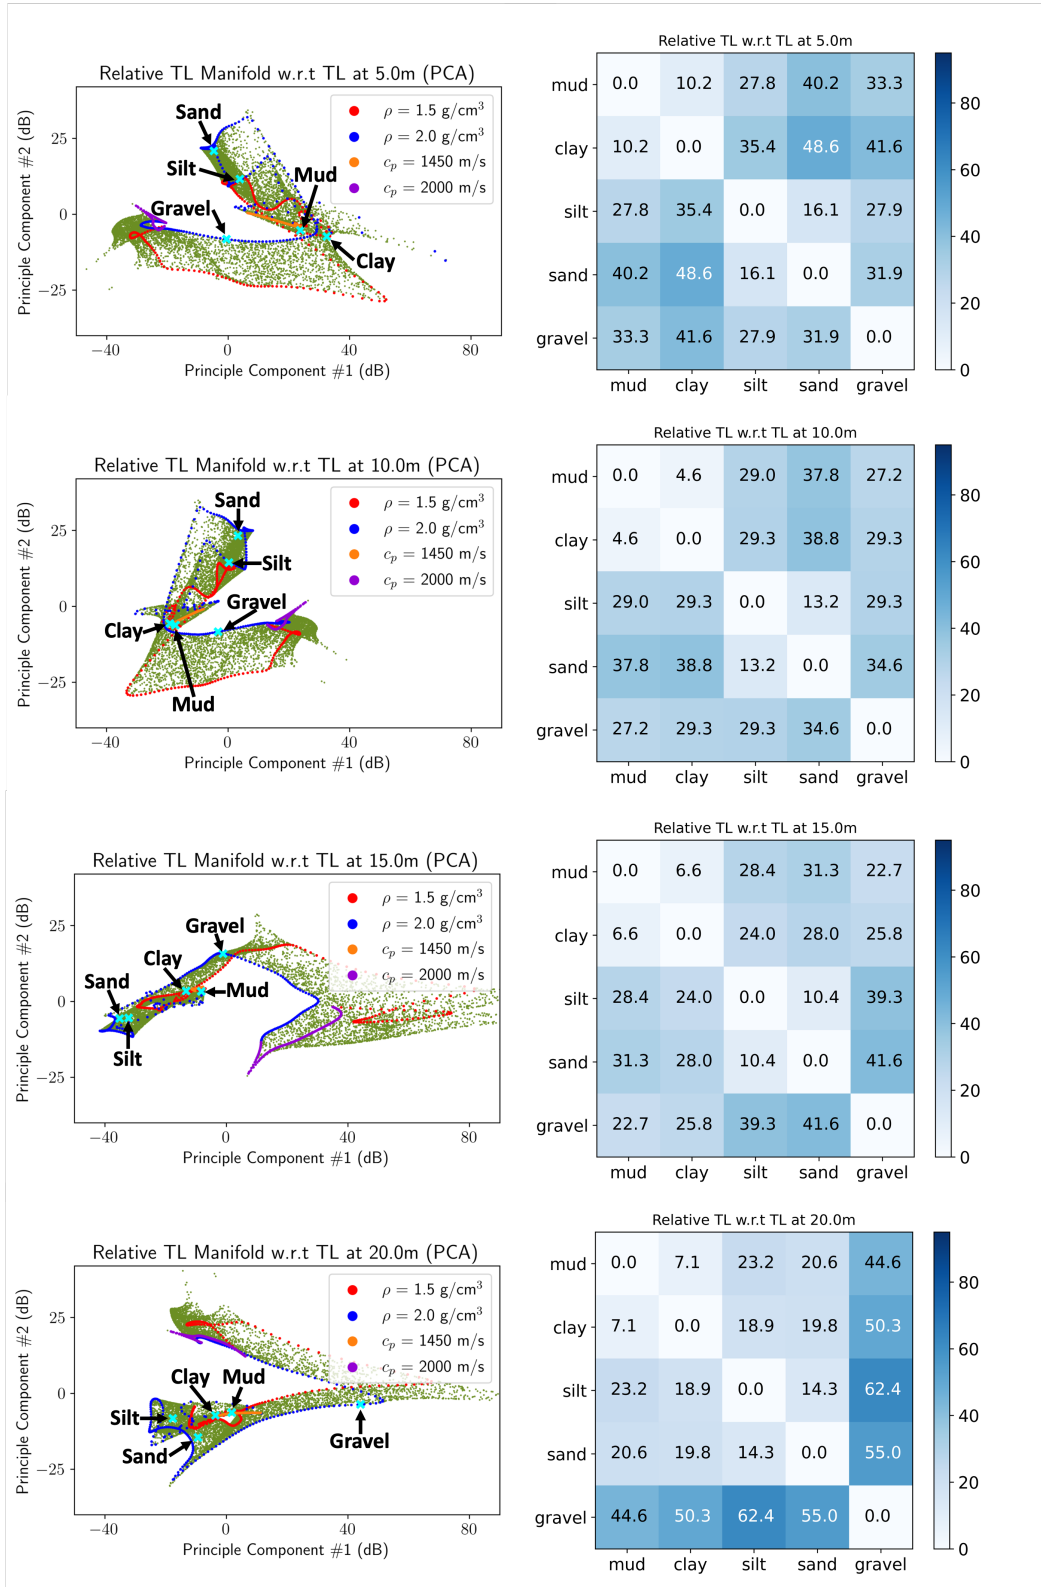 Relative TL Manifold w.r.t TL at 5.0m (PCA)
Principle Component #2 (dB)
25
0
−25
−40 0 40 80
Principle Component #1 (dB)
ρ = 1.5 g/cm³
ρ = 2.0 g/cm³
c_p = 1450 m/s
c_p = 2000 m/s
Sand
Silt
Mud
Gravel
Clay
Relative TL w.r.t TL at 5.0m
mud 0.0 10.2 27.8 40.2 33.3
clay 10.2 0.0 35.4 48.6 41.6
silt 27.8 35.4 0.0 16.1 27.9
sand 40.2 48.6 16.1 0.0 31.9
gravel 33.3 41.6 27.9 31.9 0.0
mud clay silt sand gravel
80
60
40
20
0
Relative TL Manifold w.r.t TL at 10.0m (PCA)
Principle Component #2 (dB)
25
0
−25
−40 0 40 80
Principle Component #1 (dB)
ρ = 1.5 g/cm³
ρ = 2.0 g/cm³
c_p = 1450 m/s
c_p = 2000 m/s
Sand
Silt
Gravel
Clay
Mud
Relative TL w.r.t TL at 10.0m
mud 0.0 4.6 29.0 37.8 27.2
clay 4.6 0.0 29.3 38.8 29.3
silt 29.0 29.3 0.0 13.2 29.3
sand 37.8 38.8 13.2 0.0 34.6
gravel 27.2 29.3 29.3 34.6 0.0
mud clay silt sand gravel
80
60
40
20
0
Relative TL Manifold w.r.t TL at 15.0m (PCA)
Principle Component #2 (dB)
25
0
−25
−40 0 40 80
Principle Component #1 (dB)
ρ = 1.5 g/cm³
ρ = 2.0 g/cm³
c_p = 1450 m/s
c_p = 2000 m/s
Gravel
Clay
Sand
Mud
Silt
Relative TL w.r.t TL at 15.0m
mud 0.0 6.6 28.4 31.3 22.7
clay 6.6 0.0 24.0 28.0 25.8
silt 28.4 24.0 0.0 10.4 39.3
sand 31.3 28.0 10.4 0.0 41.6
gravel 22.7 25.8 39.3 41.6 0.0
mud clay silt sand gravel
80
60
40
20
0
Relative TL Manifold w.r.t TL at 20.0m (PCA)
Principle Component #2 (dB)
25
0
−25
−40 0 40 80
Principle Component #1 (dB)
ρ = 1.5 g/cm³
ρ = 2.0 g/cm³
c_p = 1450 m/s
c_p = 2000 m/s
Clay Mud
Silt
Gravel
Sand
Relative TL w.r.t TL at 20.0m
mud 0.0 7.1 23.2 20.6 44.6
clay 7.1 0.0 18.9 19.8 50.3
silt 23.2 18.9 0.0 14.3 62.4
sand 20.6 19.8 14.3 0.0 55.0
gravel 44.6 50.3 62.4 55.0 0.0
mud clay silt sand gravel
80
60
40
20
0